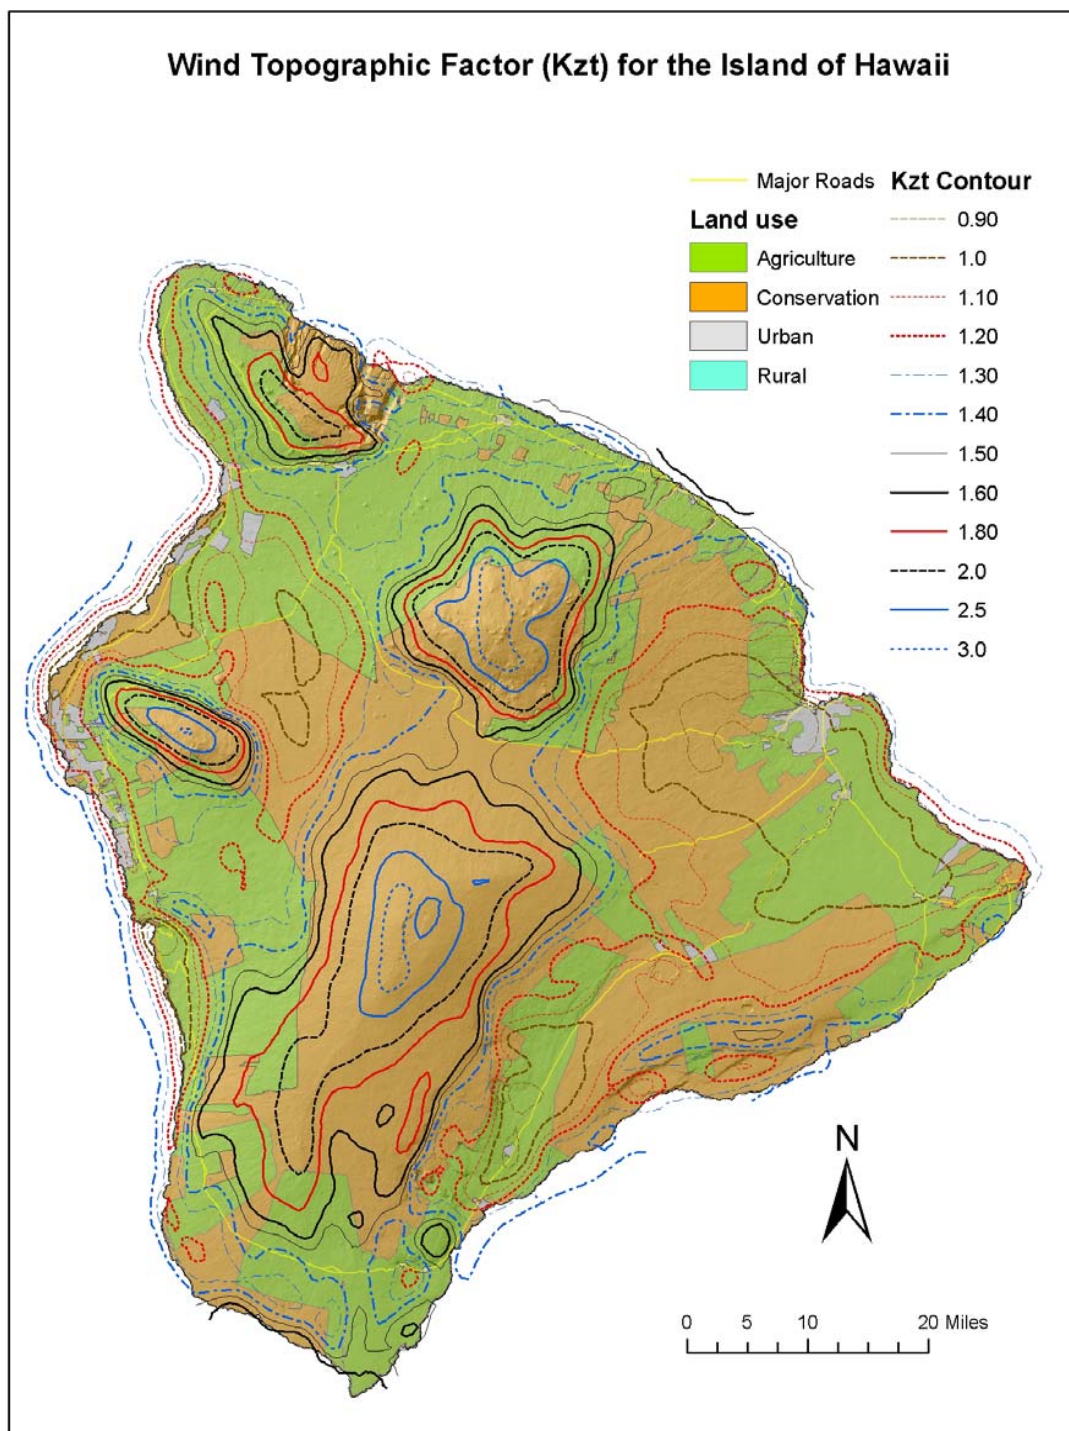 Wind Topographic Factor (Kzt) for the Island of Hawaii
Major Roads
Land use
Agriculture
Conservation
Urban
Rural
Kzt Contour
0.90
1.0
1.10
1.20
1.30
1.40
1.50
1.60
1.80
2.0
2.5
3.0
N
0 5 10 20 Miles